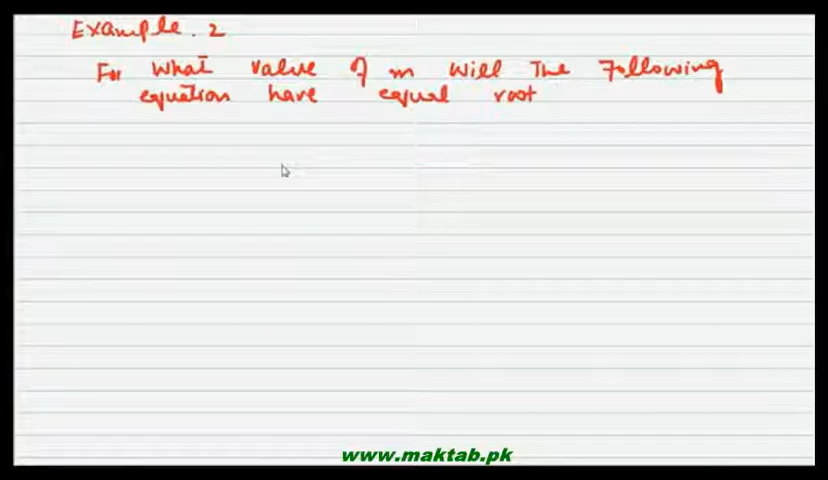 Example. 2
For what value of m will The Following
equation have equal root
www.maktab.pk